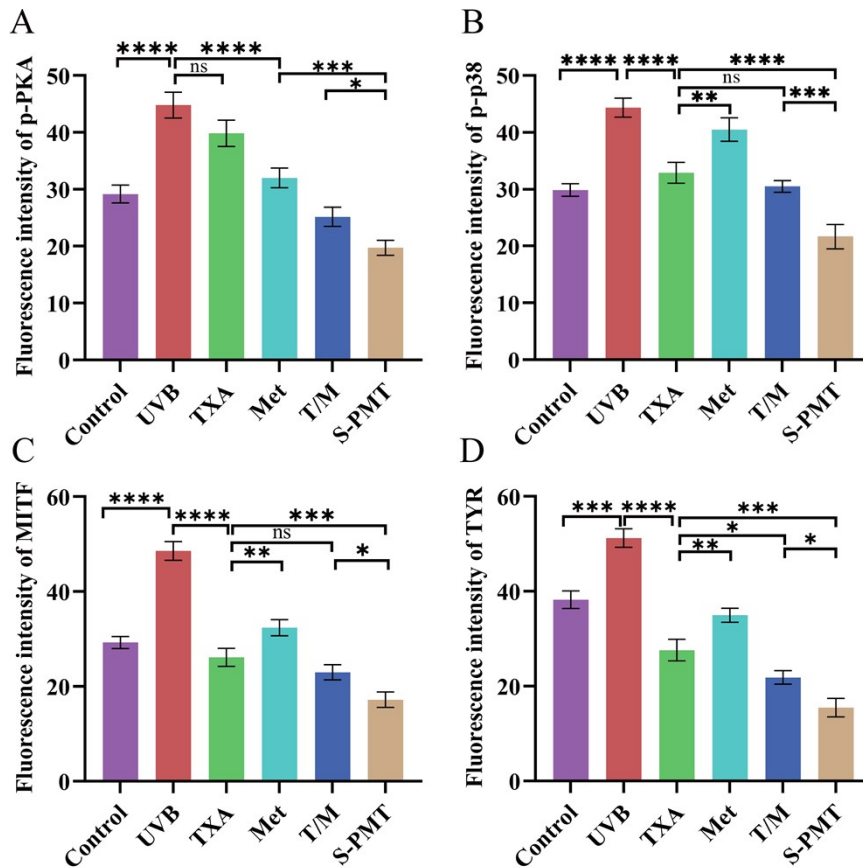 A
Fluorescence intensity of p-PKA
50
40
30
20
10
0
**** ****
ns
***
*
Control UVB TXA Met T/M S-PMT
B
Fluorescence intensity of p-p38
50
40
30
20
10
0
**** **** ****
ns
** ***
Control UVB TXA Met T/M S-PMT
C
Fluorescence intensity of MITF
60
40
20
0
****
**** ***
ns
** *
Control UVB TXA Met T/M S-PMT
D
Fluorescence intensity of TYR
60
40
20
0
*** **** ***
*
** *
Control UVB TXA Met T/M S-PMT